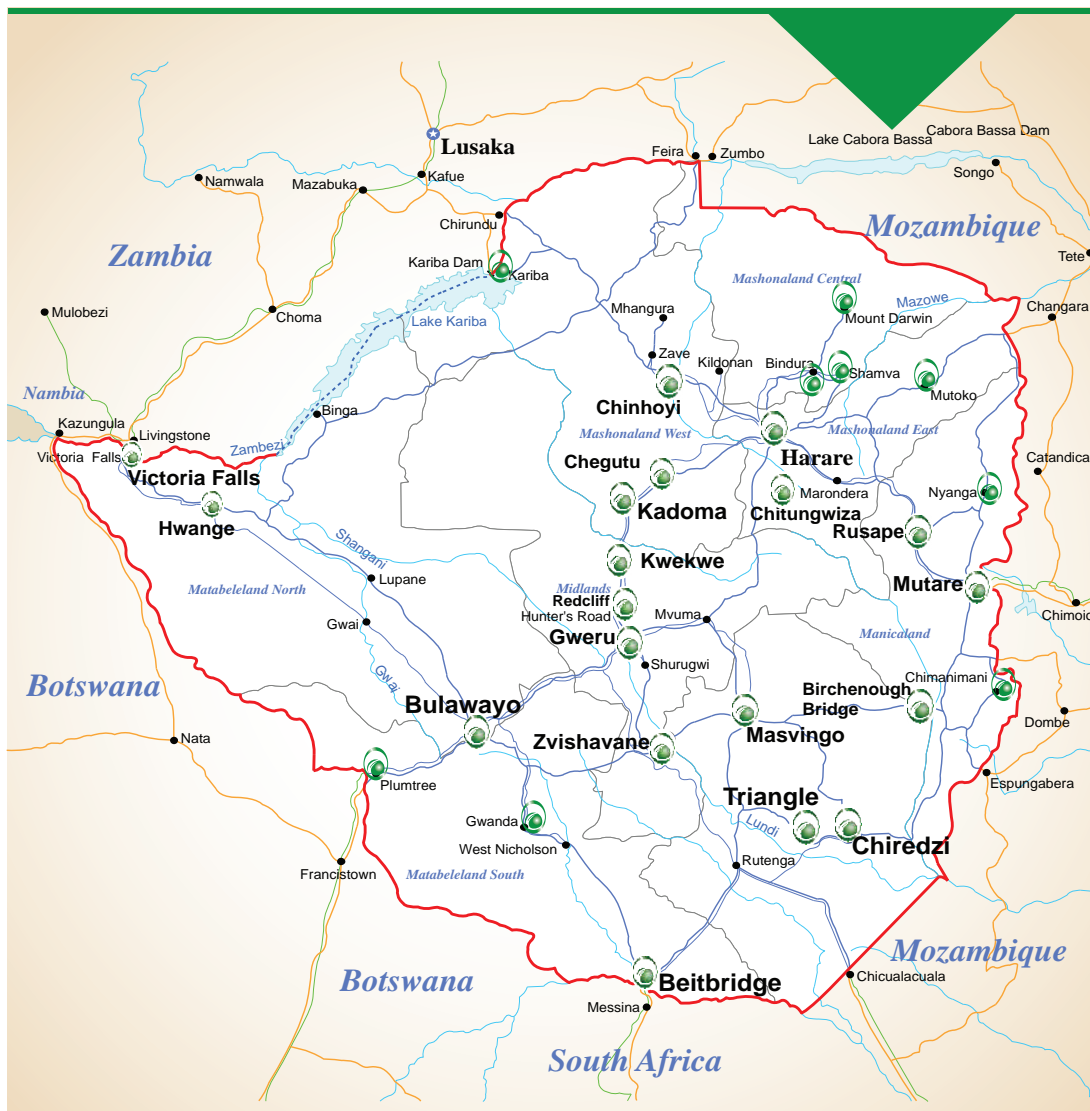 Lake Cabora Bassa
Cabora Bassa Dam
Lusaka
Feira
Zumbo
Songo
Namwala
Mazabuka
Kafue
Chirundu
Mozambique
Zambia
Kariba Dam
Kariba
Tete
Mashonaland Central
Mazowe
Mulobezi
Choma
Lake Kariba
Mhangura
Mount Darwin
Changara
Zave
Kildonan
Bindura
Shamva
Nambia
Chinhoyi
Mutoko
Binga
Kazungula
Livingstone
Zambezi
Mashonaland West
Mashonaland East
Victoria Falls
Harare
Victoria Falls
Chegutu
Catandica
Marondera
Nyanga
Hwange
Kadoma
Chitungwiza
Rusape
Shangani
Kwekwe
Lupane
Matabeleland North
Midlands
Mutare
Redcliff
Hunter's Road
Mvuma
Chimoio
Gwai
Gweru
Manicaland
Shurugwi
Botswana
GWai
Chimanimani
Birchenough
Bridge
Bulawayo
Masvingo
Dombe
Nata
Zvishavane
Plumtree
Espungabera
Triangle
Gwanda
Lundi
West Nicholson
Chiredzi
Francistown
Matabeleland South
Rutenga
Mozambique
Botswana
Beitbridge
Chicualacuala
Messina
South Africa